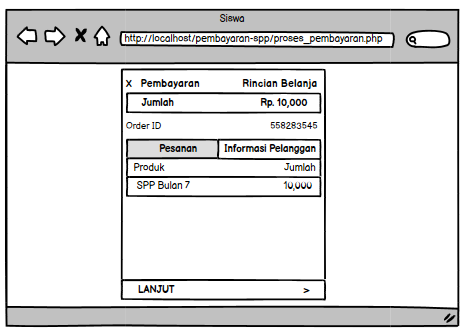 Siswa
http://localhost/pembayaran-spp/proses_pembayaran.php
X Pembayaran Rincian Belanja
Jumlah Rp. 10,000
Order ID 558283545
Pesanan Informasi Pelanggan
Produk Jumlah
SPP Bulan 7 10,000
LANJUT >